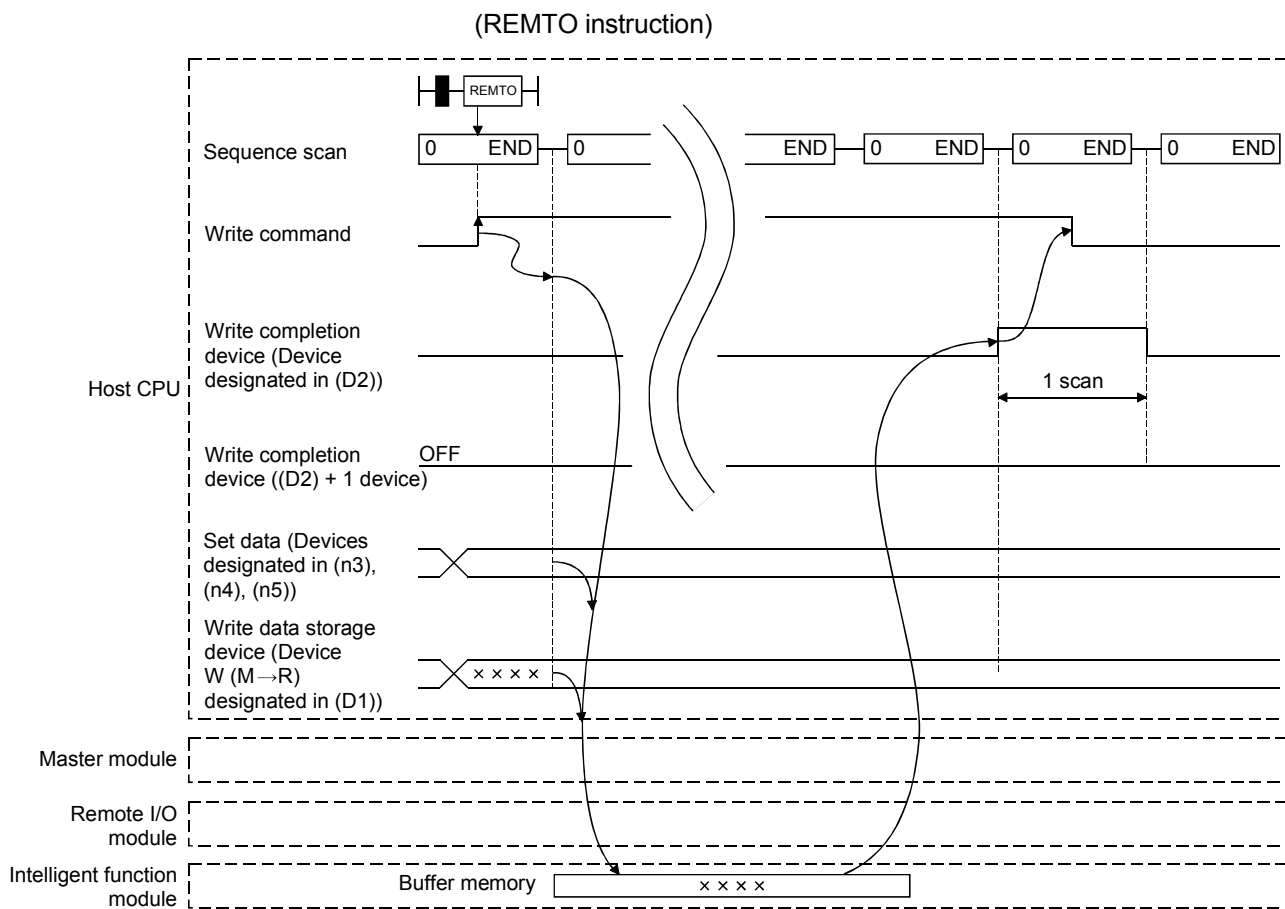 (REMTO instruction)
REMTO
Sequence scan
0 END 0 END 0 END 0 END 0 END
Write command
Write completion
device (Device
designated in (D2))
1 scan
Host CPU
Write completion
device ((D2) + 1 device)
OFF
Set data (Devices
designated in (n3),
(n4), (n5))
Write data storage
device (Device
W (M→R)
designated in (D1))
× × × ×
Master module
Remote I/O
module
Intelligent function
module
Buffer memory
× × × ×